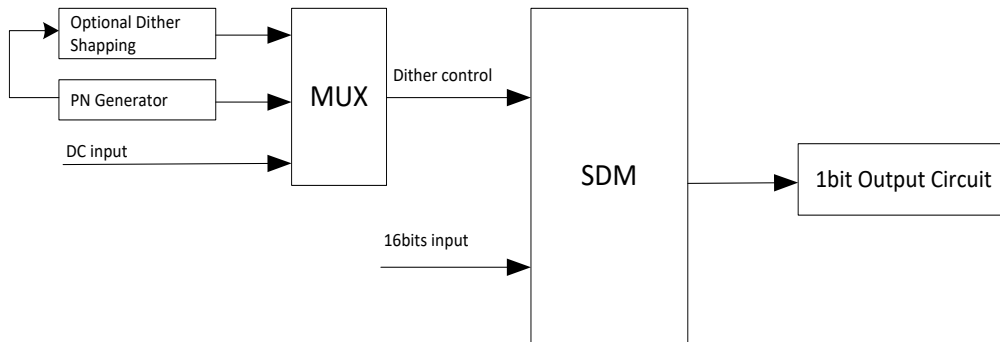 Optional Dither
Shapping
PN Generator
DC input
MUX
Dither control
16bits input
SDM
1bit Output Circuit